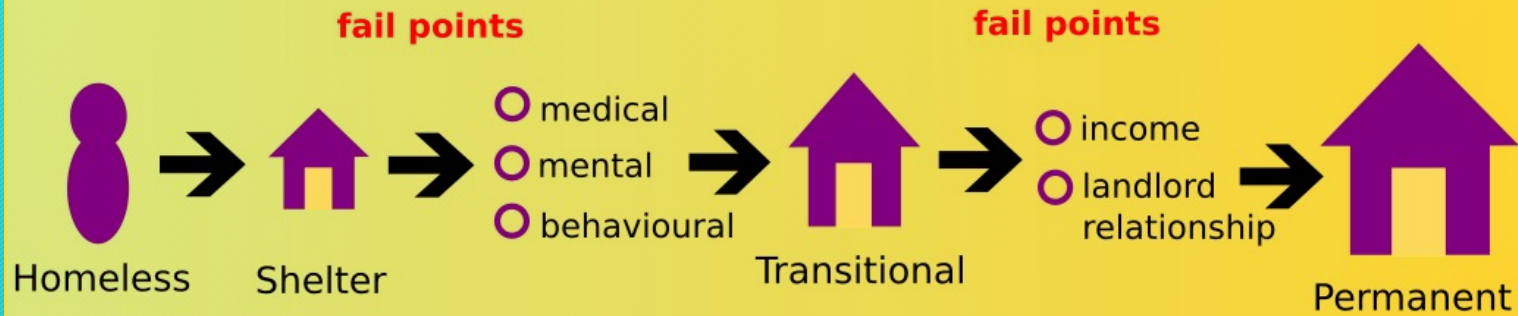 fail points
fail points
medical
mental
behavioural
income
landlord
relationship
Homeless
Shelter
Transitional
Permanent